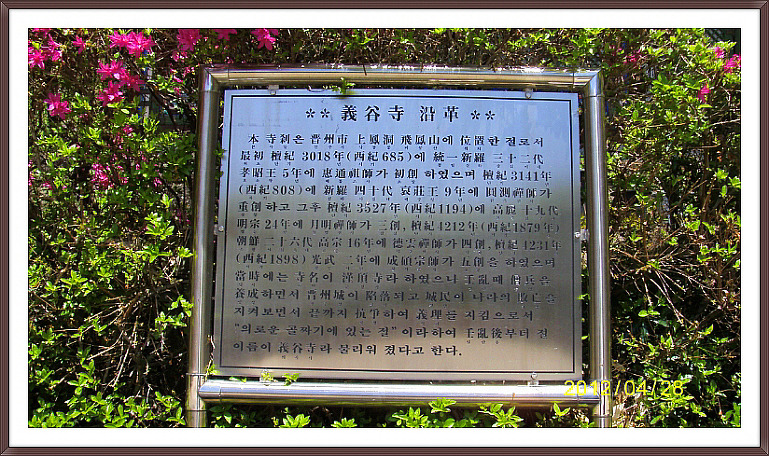 ** 義谷寺 沿革 **
本 寺刹은 晋州市 上鳳洞 飛鳳山에 位置한 절로서
最初 檀紀 3018年(西紀685)에 統一新羅 三十二代
孝昭王 5年에 惠通祖師가 初創 하였으며 檀紀 3141年
(西紀808)에 新羅 四十代 哀莊王 9年에 圓測禪師가
重創하고 그후 檀紀 3527年(西紀1194)에 高麗 十九代
明宗 24年에 月明禪師가 三創, 檀紀4212年(西紀1879年)
朝鮮 二十六代 高宗 16年에 德雲禪師가 四創, 檀紀 4231年
(西紀1898) 光武 二年에 成碩宗師가 五創을 하였으며
當時에는 寺名이 崖頂寺라 하였으나 壬亂때 僧兵을
養成하면서 晋州城이 陷落되고 城民이 나라의 敗亡을
지켜보면서 끝까지 抗爭하여 義理를 지킴으로서
"의로운 골짜기에 있는 절" 이라하여 壬亂後부터 절
이름이 義谷寺라 불리워 졌다고 한다.
2012/04/28